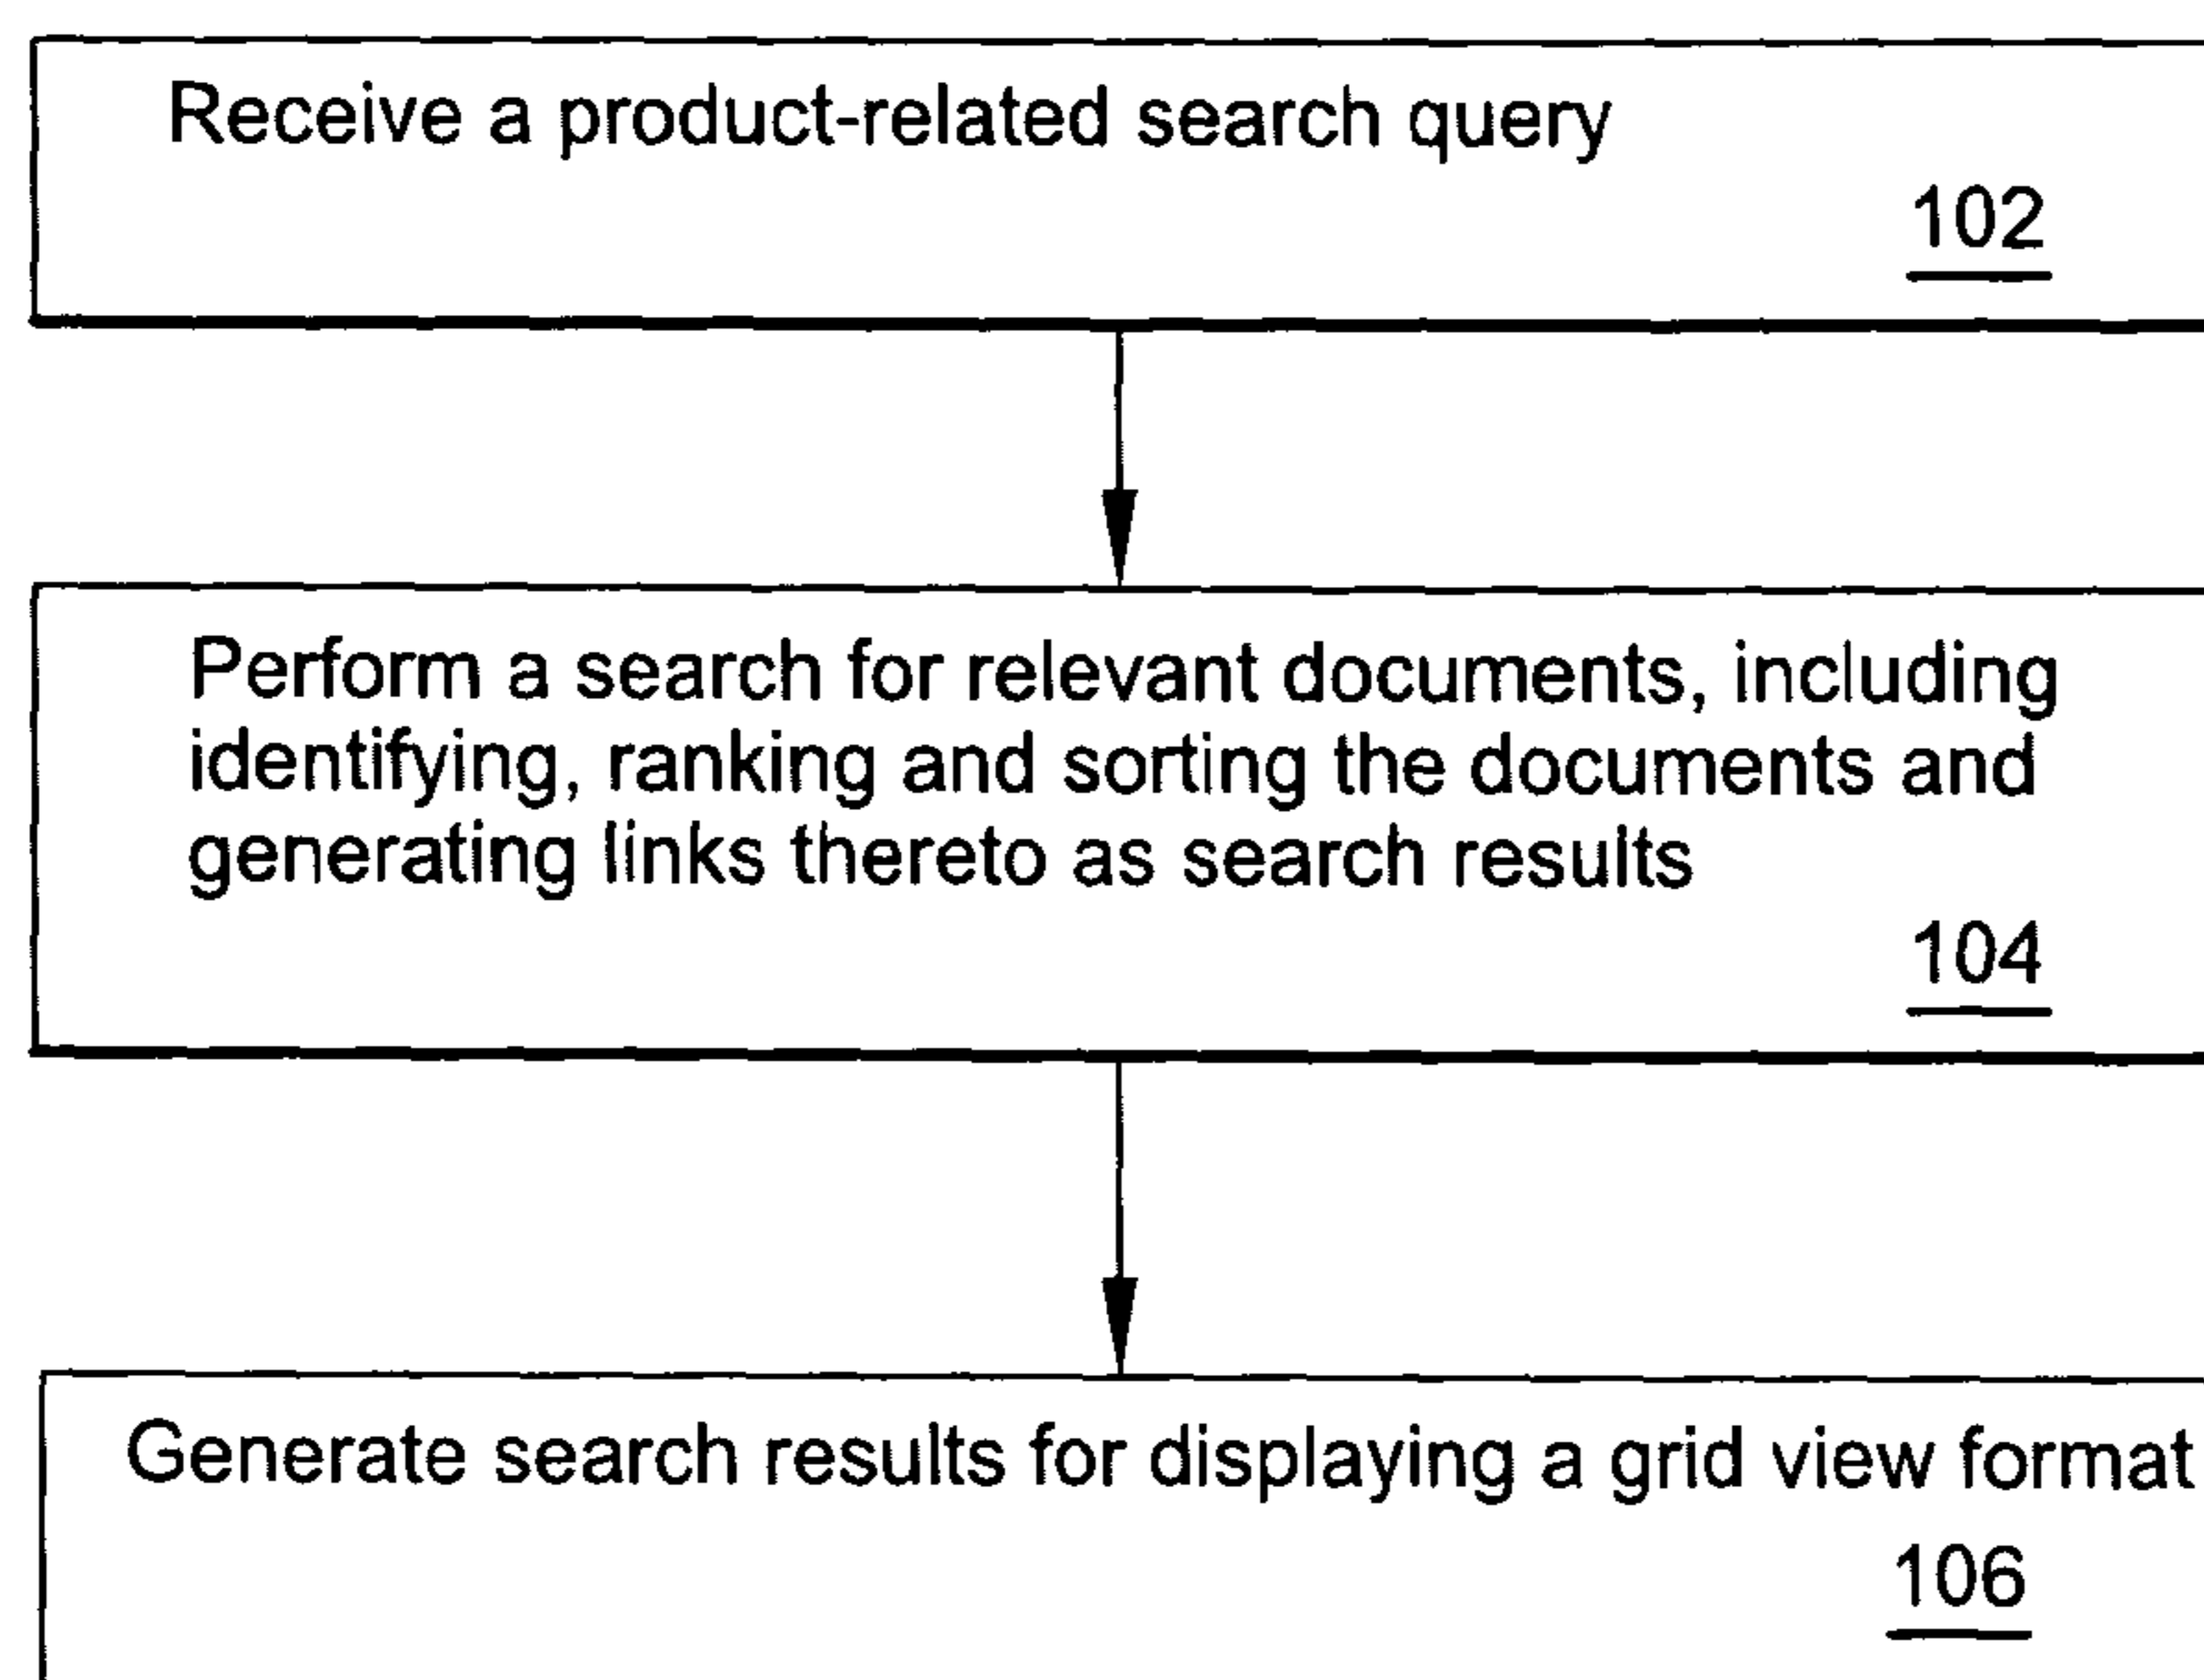 Receive a product-related search query
102
Perform a search for relevant documents, including
identifying, ranking and sorting the documents and
generating links thereto as search results
104
Generate search results for displaying a grid view format
106